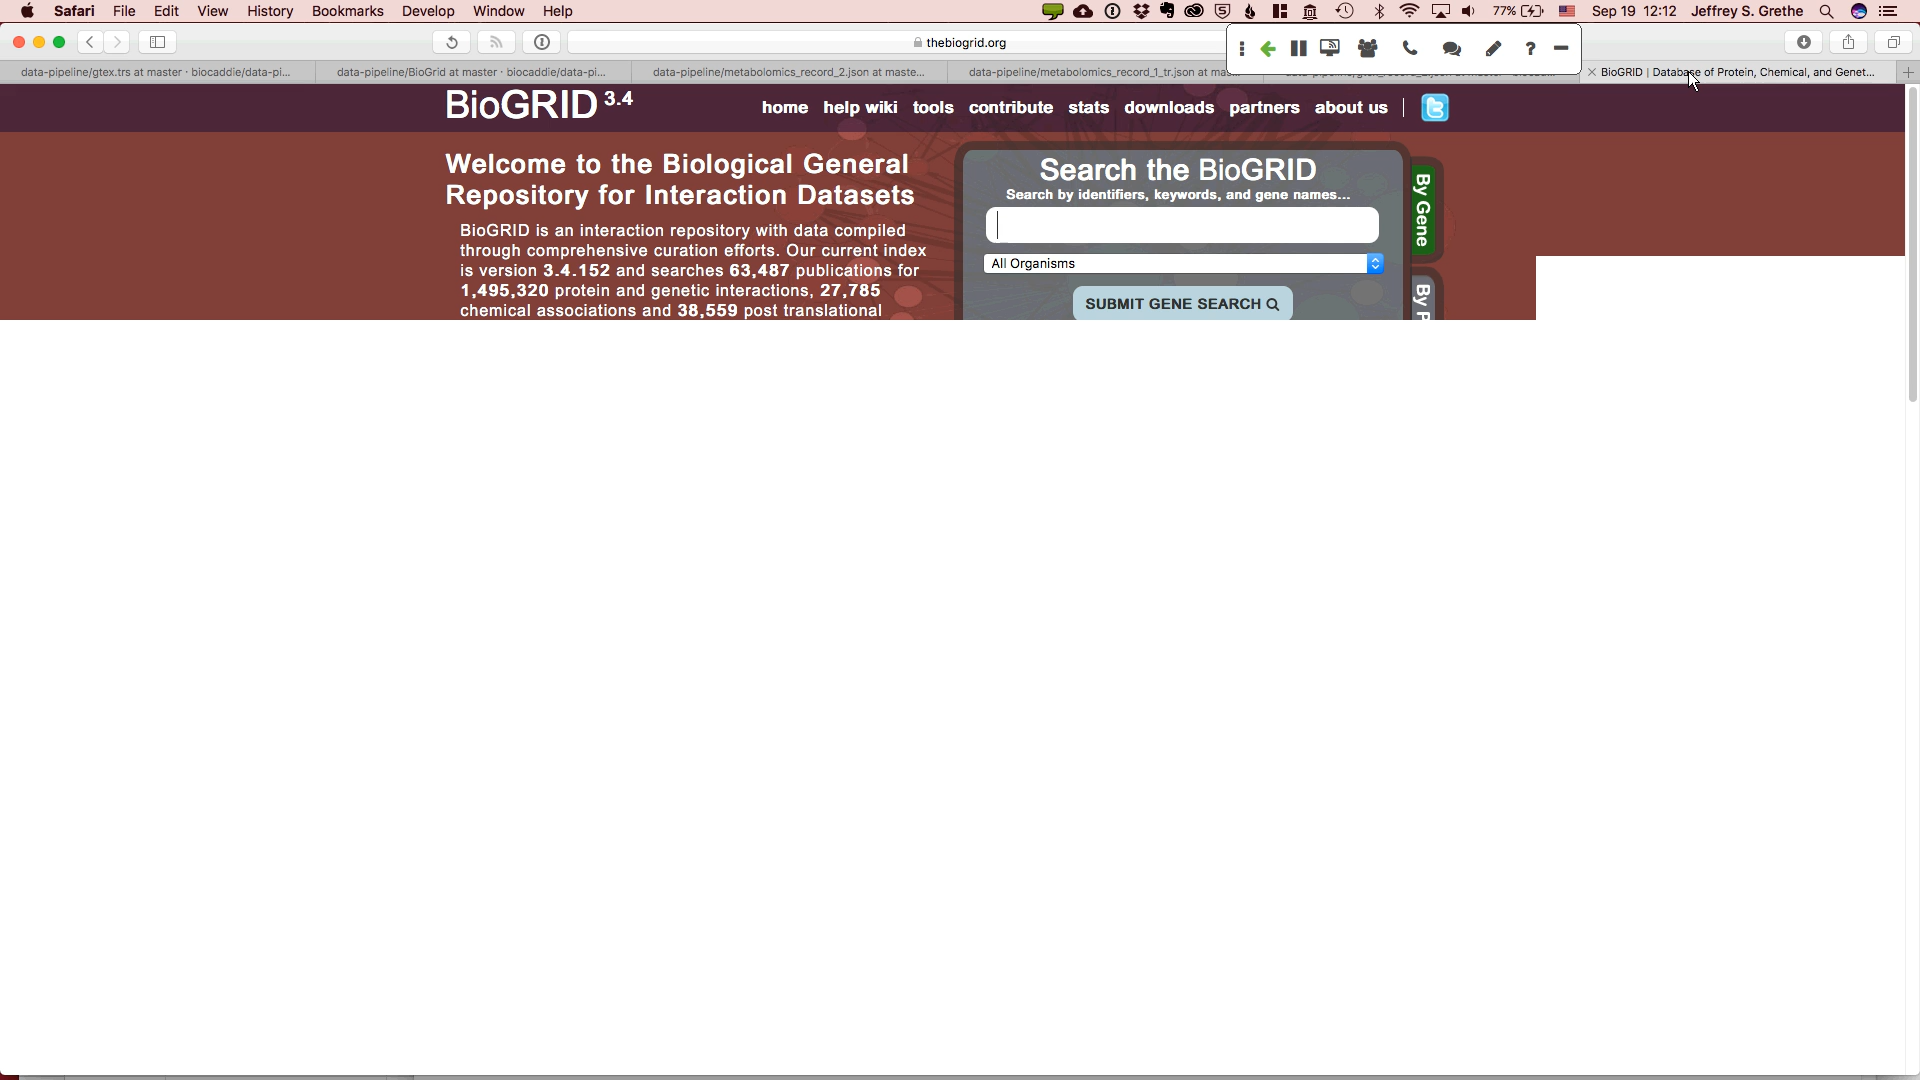 Safari File Edit View History Bookmarks Develop Window Help 77% Sep 19 12:12 Jeffrey S. Grethe
thebiogrid.org
data-pipeline/gtex.trs at master · biocaddie/data-pi...
data-pipeline/BioGrid at master · biocaddie/data-pi...
data-pipeline/metabolomics_record_2.json at maste...
data-pipeline/metabolomics_record_1_tr.json at ma...
BioGRID | Database of Protein, Chemical, and Genet...
BioGRID 3.4
home help wiki tools contribute stats downloads partners about us
Welcome to the Biological General
Repository for Interaction Datasets
BioGRID is an interaction repository with data compiled
through comprehensive curation efforts. Our current index
is version 3.4.152 and searches 63,487 publications for
1,495,320 protein and genetic interactions, 27,785
chemical associations and 38,559 post translational
Search the BioGRID
Search by identifiers, keywords, and gene names...
All Organisms
SUBMIT GENE SEARCH
By Gene
By P